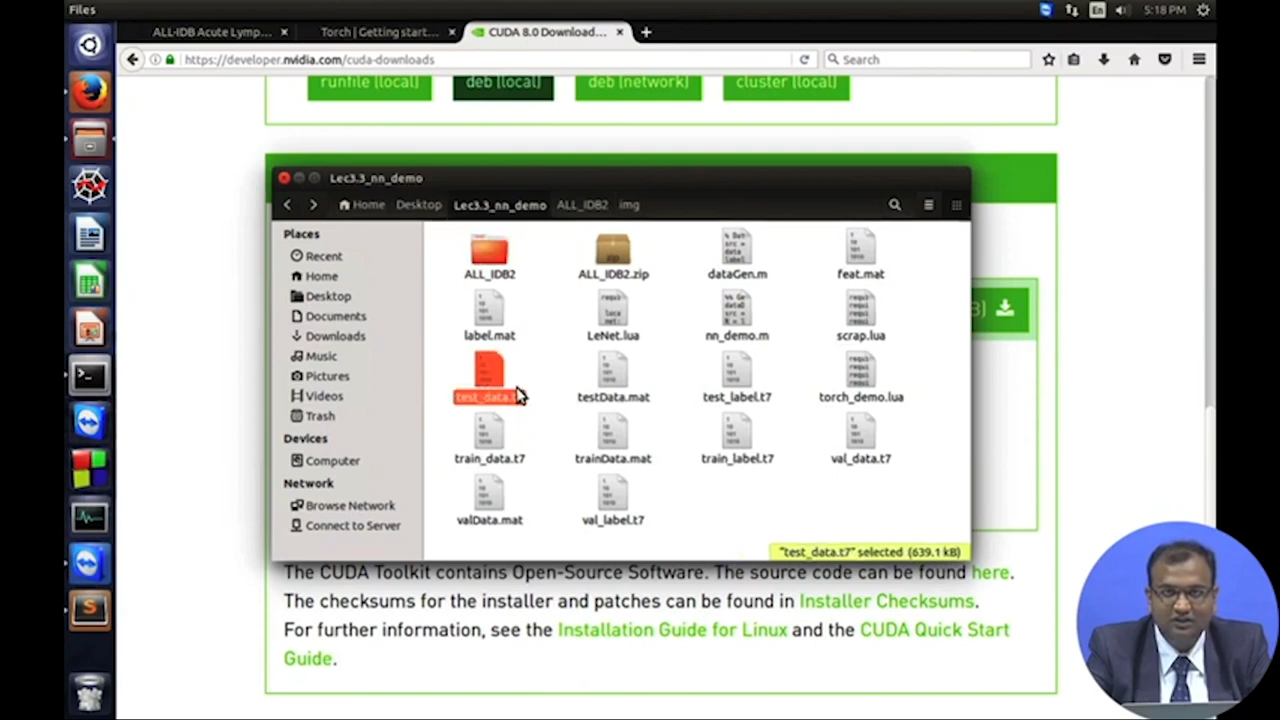 Files
En
5:18 PM
ALL-IDB Acute Lymp...
Torch | Getting start...
CUDA 8.0 Download...
https://developer.nvidia.com/cuda-downloads
Search
runfile [local]
deb [local]
deb [network]
cluster [local]
Lec3.3_nn_demo
Home
Desktop
Lec3.3_nn_demo
ALL_IDB2
img
Places
Recent
Home
Desktop
Documents
Downloads
Music
Pictures
Videos
Trash
Devices
Computer
Network
Browse Network
Connect to Server
ALL_IDB2
ALL_IDB2.zip
dataGen.m
feat.mat
label.mat
LeNet.lua
nn_demo.m
scrap.lua
test_data.t
testData.mat
test_label.t7
torch_demo.lua
train_data.t7
trainData.mat
train_label.t7
val_data.t7
valData.mat
val_label.t7
"test_data.t7" selected (639.1 kB)
The CUDA Toolkit contains Open-Source Software. The source code can be found here.
The checksums for the installer and patches can be found in Installer Checksums.
For further information, see the Installation Guide for Linux and the CUDA Quick Start
Guide.